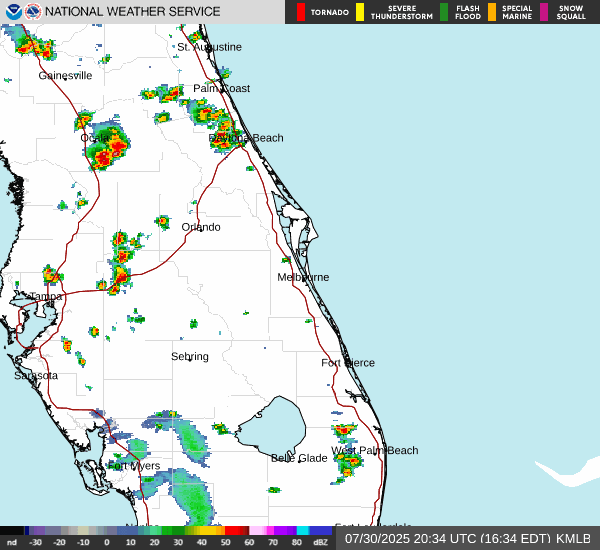 NATIONAL WEATHER SERVICE
TORNADO
SEVERE THUNDERSTORM
FLASH FLOOD
SPECIAL MARINE
SNOW SQUALL
St. Augustine
Gainesville
Palm Coast
Ocala
Daytona Beach
Orlando
Melbourne
Tampa
Sebring
Fort Pierce
Sarasota
West Palm Beach
Belle Glade
Fort Myers
nd -30 -20 -10 0 10 20 30 40 50 60 70 80 dBZ
07/30/2025 20:34 UTC (16:34 EDT) KMLB